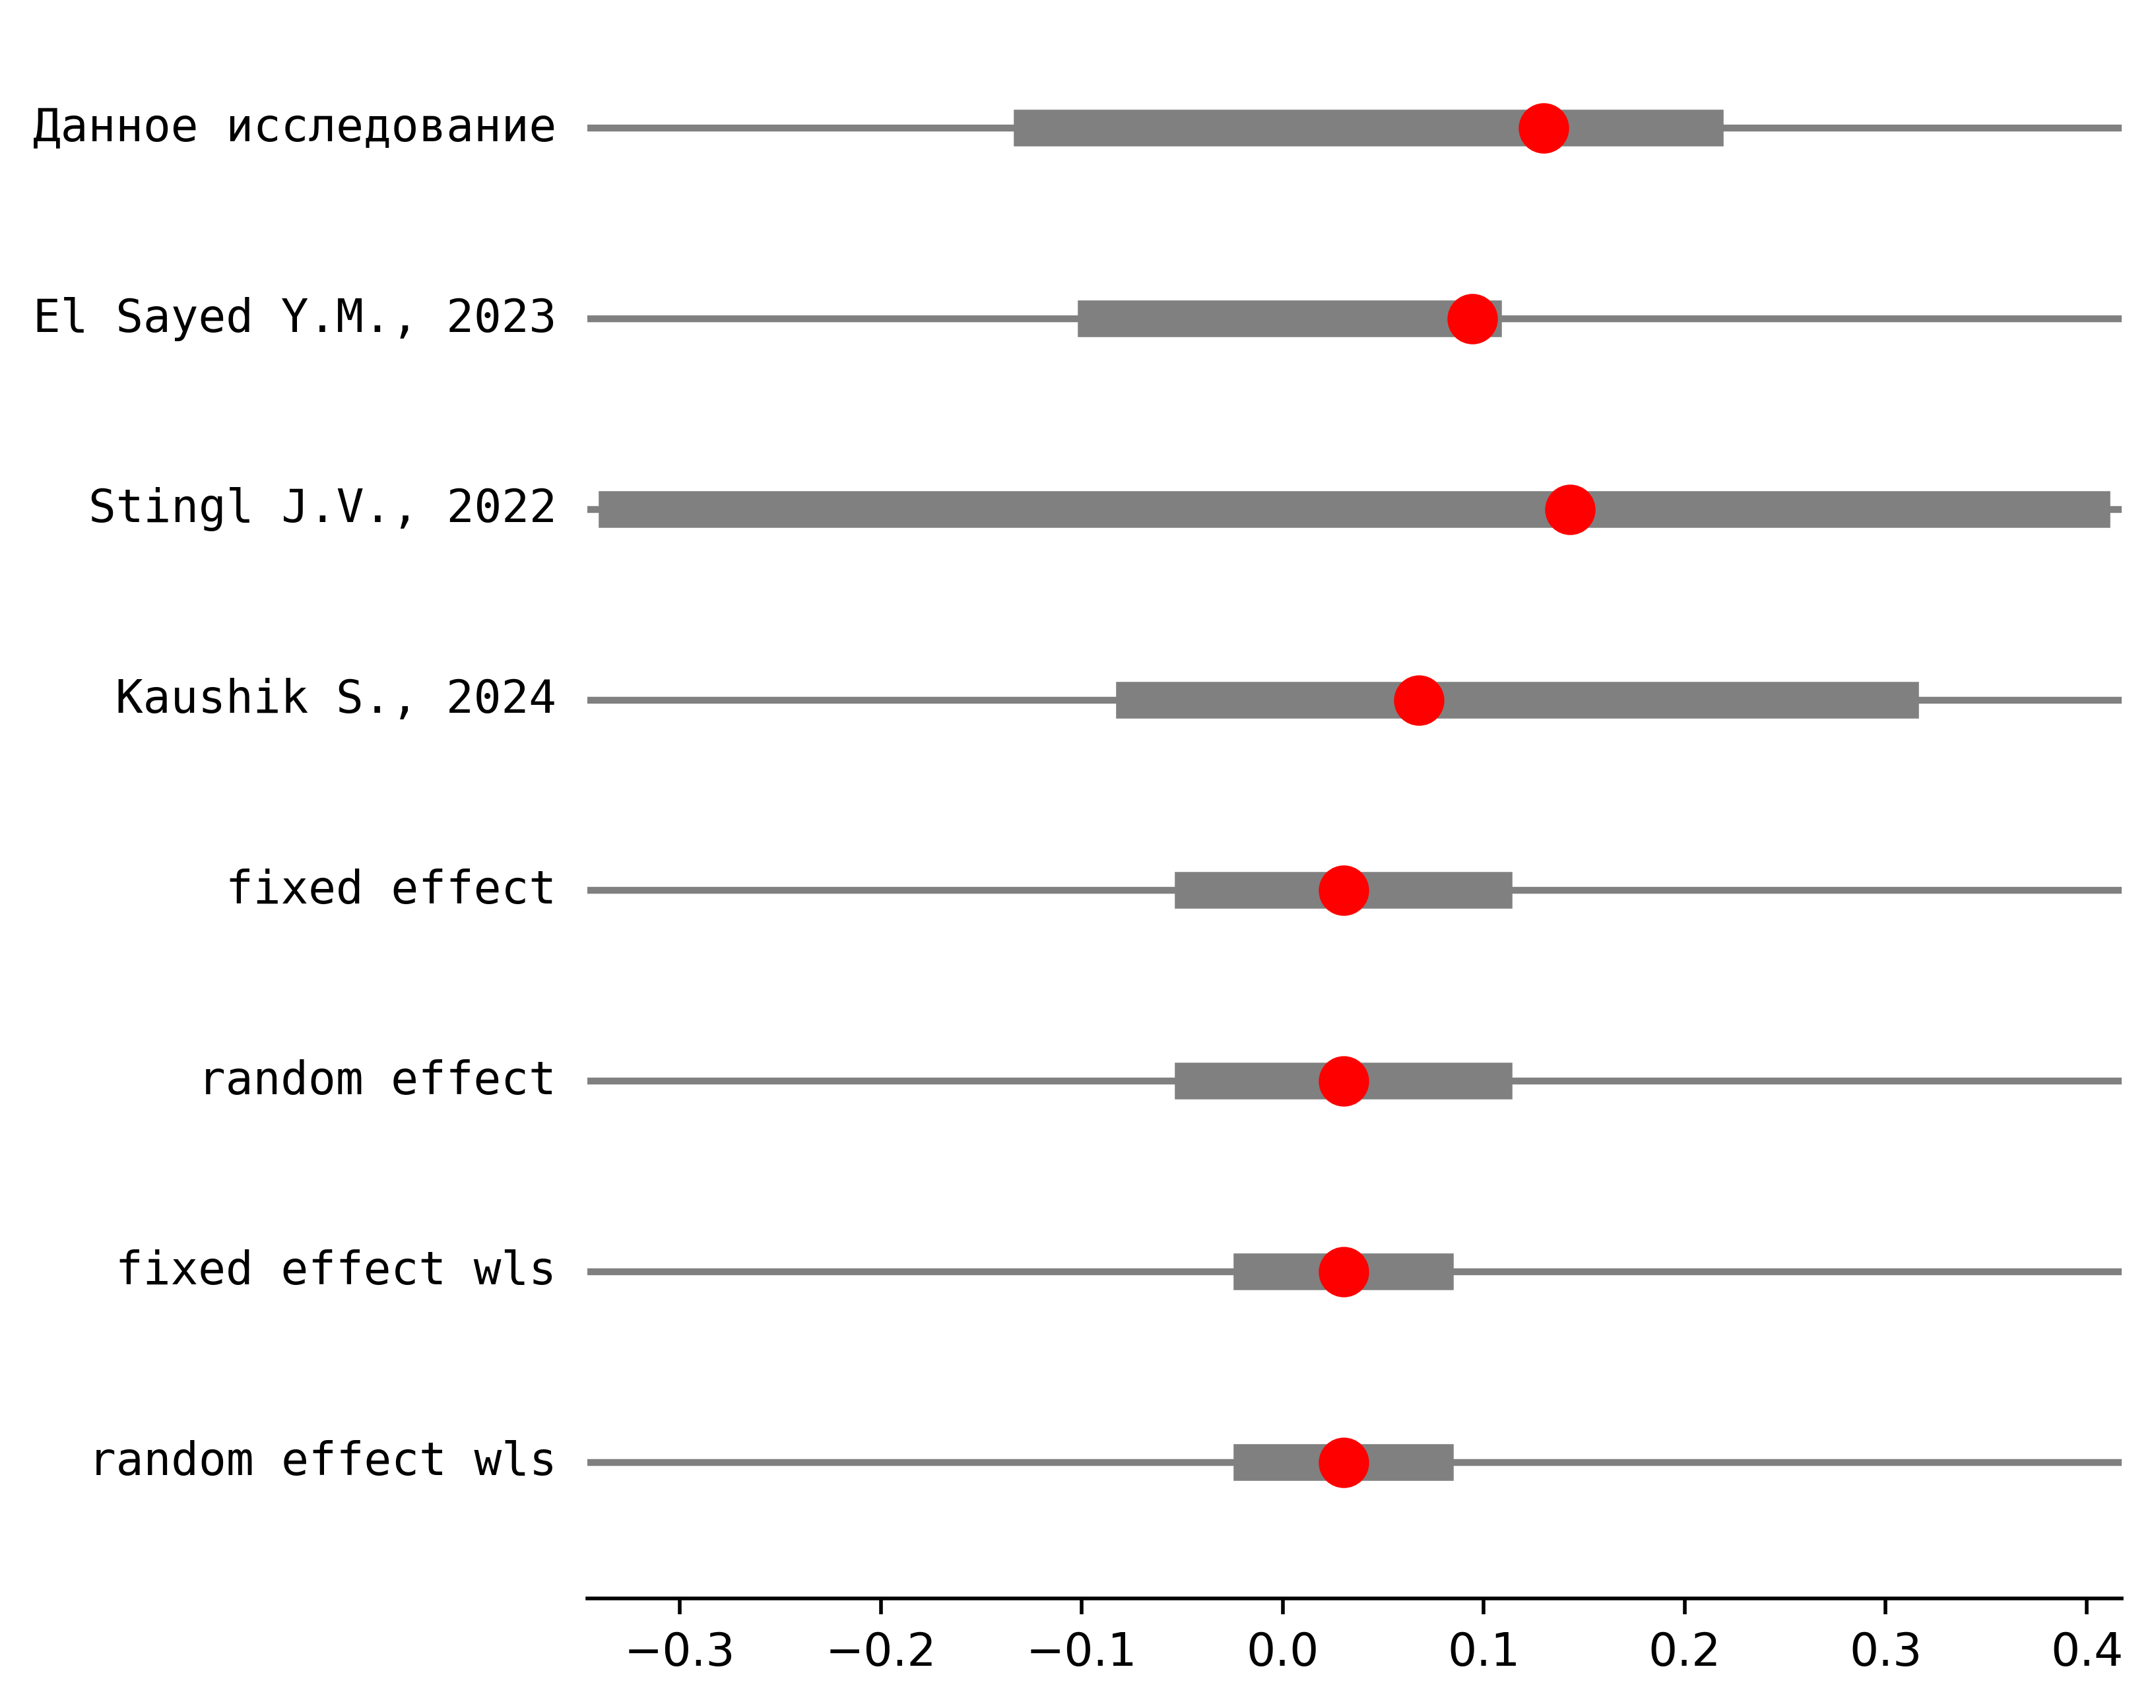 Данное исследование
El Sayed Y.M., 2023
Stingl J.V., 2022
Kaushik S., 2024
fixed effect
random effect
fixed effect wls
random effect wls
−0.3 −0.2 −0.1 0.0 0.1 0.2 0.3 0.4